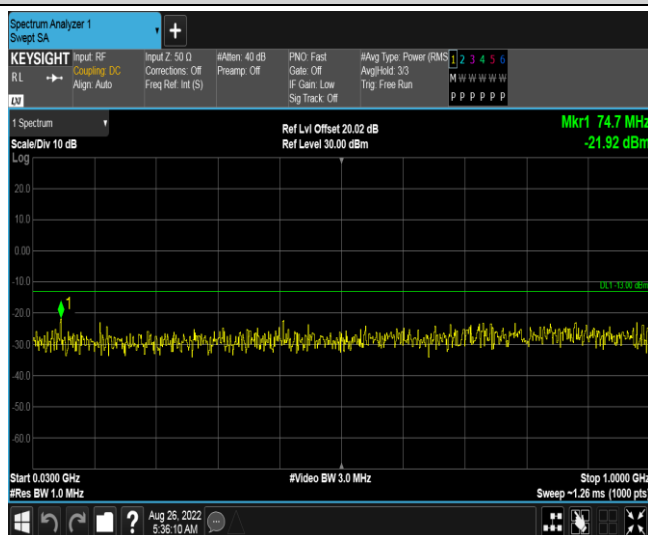 Spectrum Analyzer 1
Swept SA
+
KEYSIGHT Input: RF Input Z: 50 Ω #Atten: 40 dB PNO: Fast #Avg Type: Power (RMS 1 2 3 4 5 6
RL Coupling: DC Corrections: Off Preamp: Off Gate: Off Avg|Hold: 3/3 M W W W W W
Align: Auto Freq Ref: Int (S) IF Gain: Low Trig: Free Run
LXI Sig Track: Off P P P P P P
1 Spectrum Ref Lvl Offset 20.02 dB Mkr1 74.7 MHz
Scale/Div 10 dB Ref Level 30.00 dBm -21.92 dBm
Log
20.0
10.0
0.00
-10.0
DL1 -13.00 dBm
1
-20.0
-30.0
-40.0
-50.0
-60.0
Start 0.0300 GHz #Video BW 3.0 MHz Stop 1.0000 GHz
#Res BW 1.0 MHz Sweep ~1.26 ms (1000 pts)
? Aug 26, 2022
5:36:10 AM